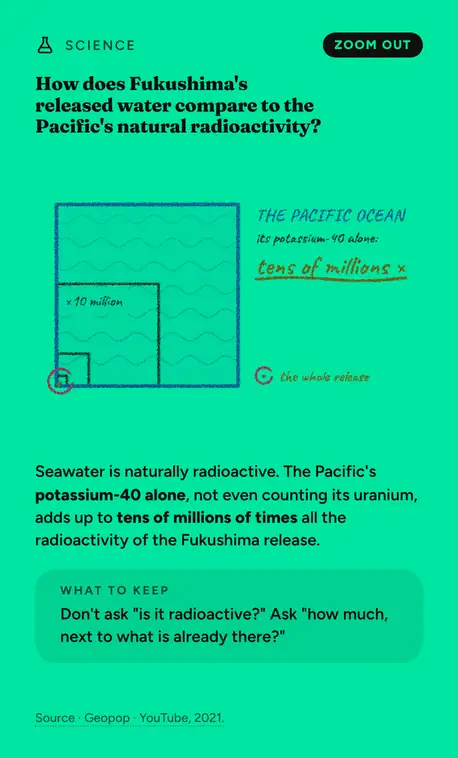 SCIENCE
ZOOM OUT
How does Fukushima's
released water compare to the
Pacific's natural radioactivity?
THE PACIFIC OCEAN
its potassium-40 alone:
tens of millions ×
× 10 million
the whole release
Seawater is naturally radioactive. The Pacific's
potassium-40 alone, not even counting its uranium,
adds up to tens of millions of times all the
radioactivity of the Fukushima release.
WHAT TO KEEP
Don't ask "is it radioactive?" Ask "how much,
next to what is already there?"
Source · Geopop · YouTube, 2021.